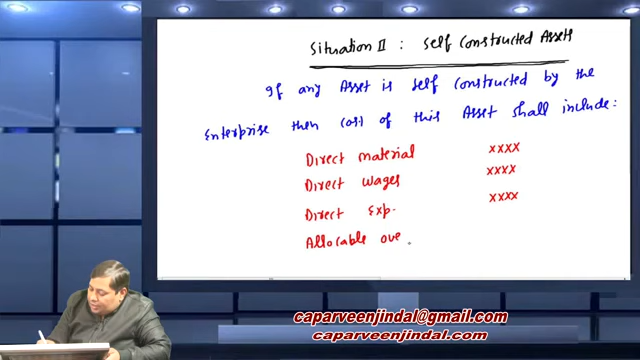 Situation II : Self Constructed Assets
If any Asset is self constructed by the
Enterprise then cost of this Asset shall include:
Direct material xxxx
Direct wages xxxx
Direct Exp. xxxx
Allocable ove
caparveenjindal@gmail.com
caparveenjindal.com